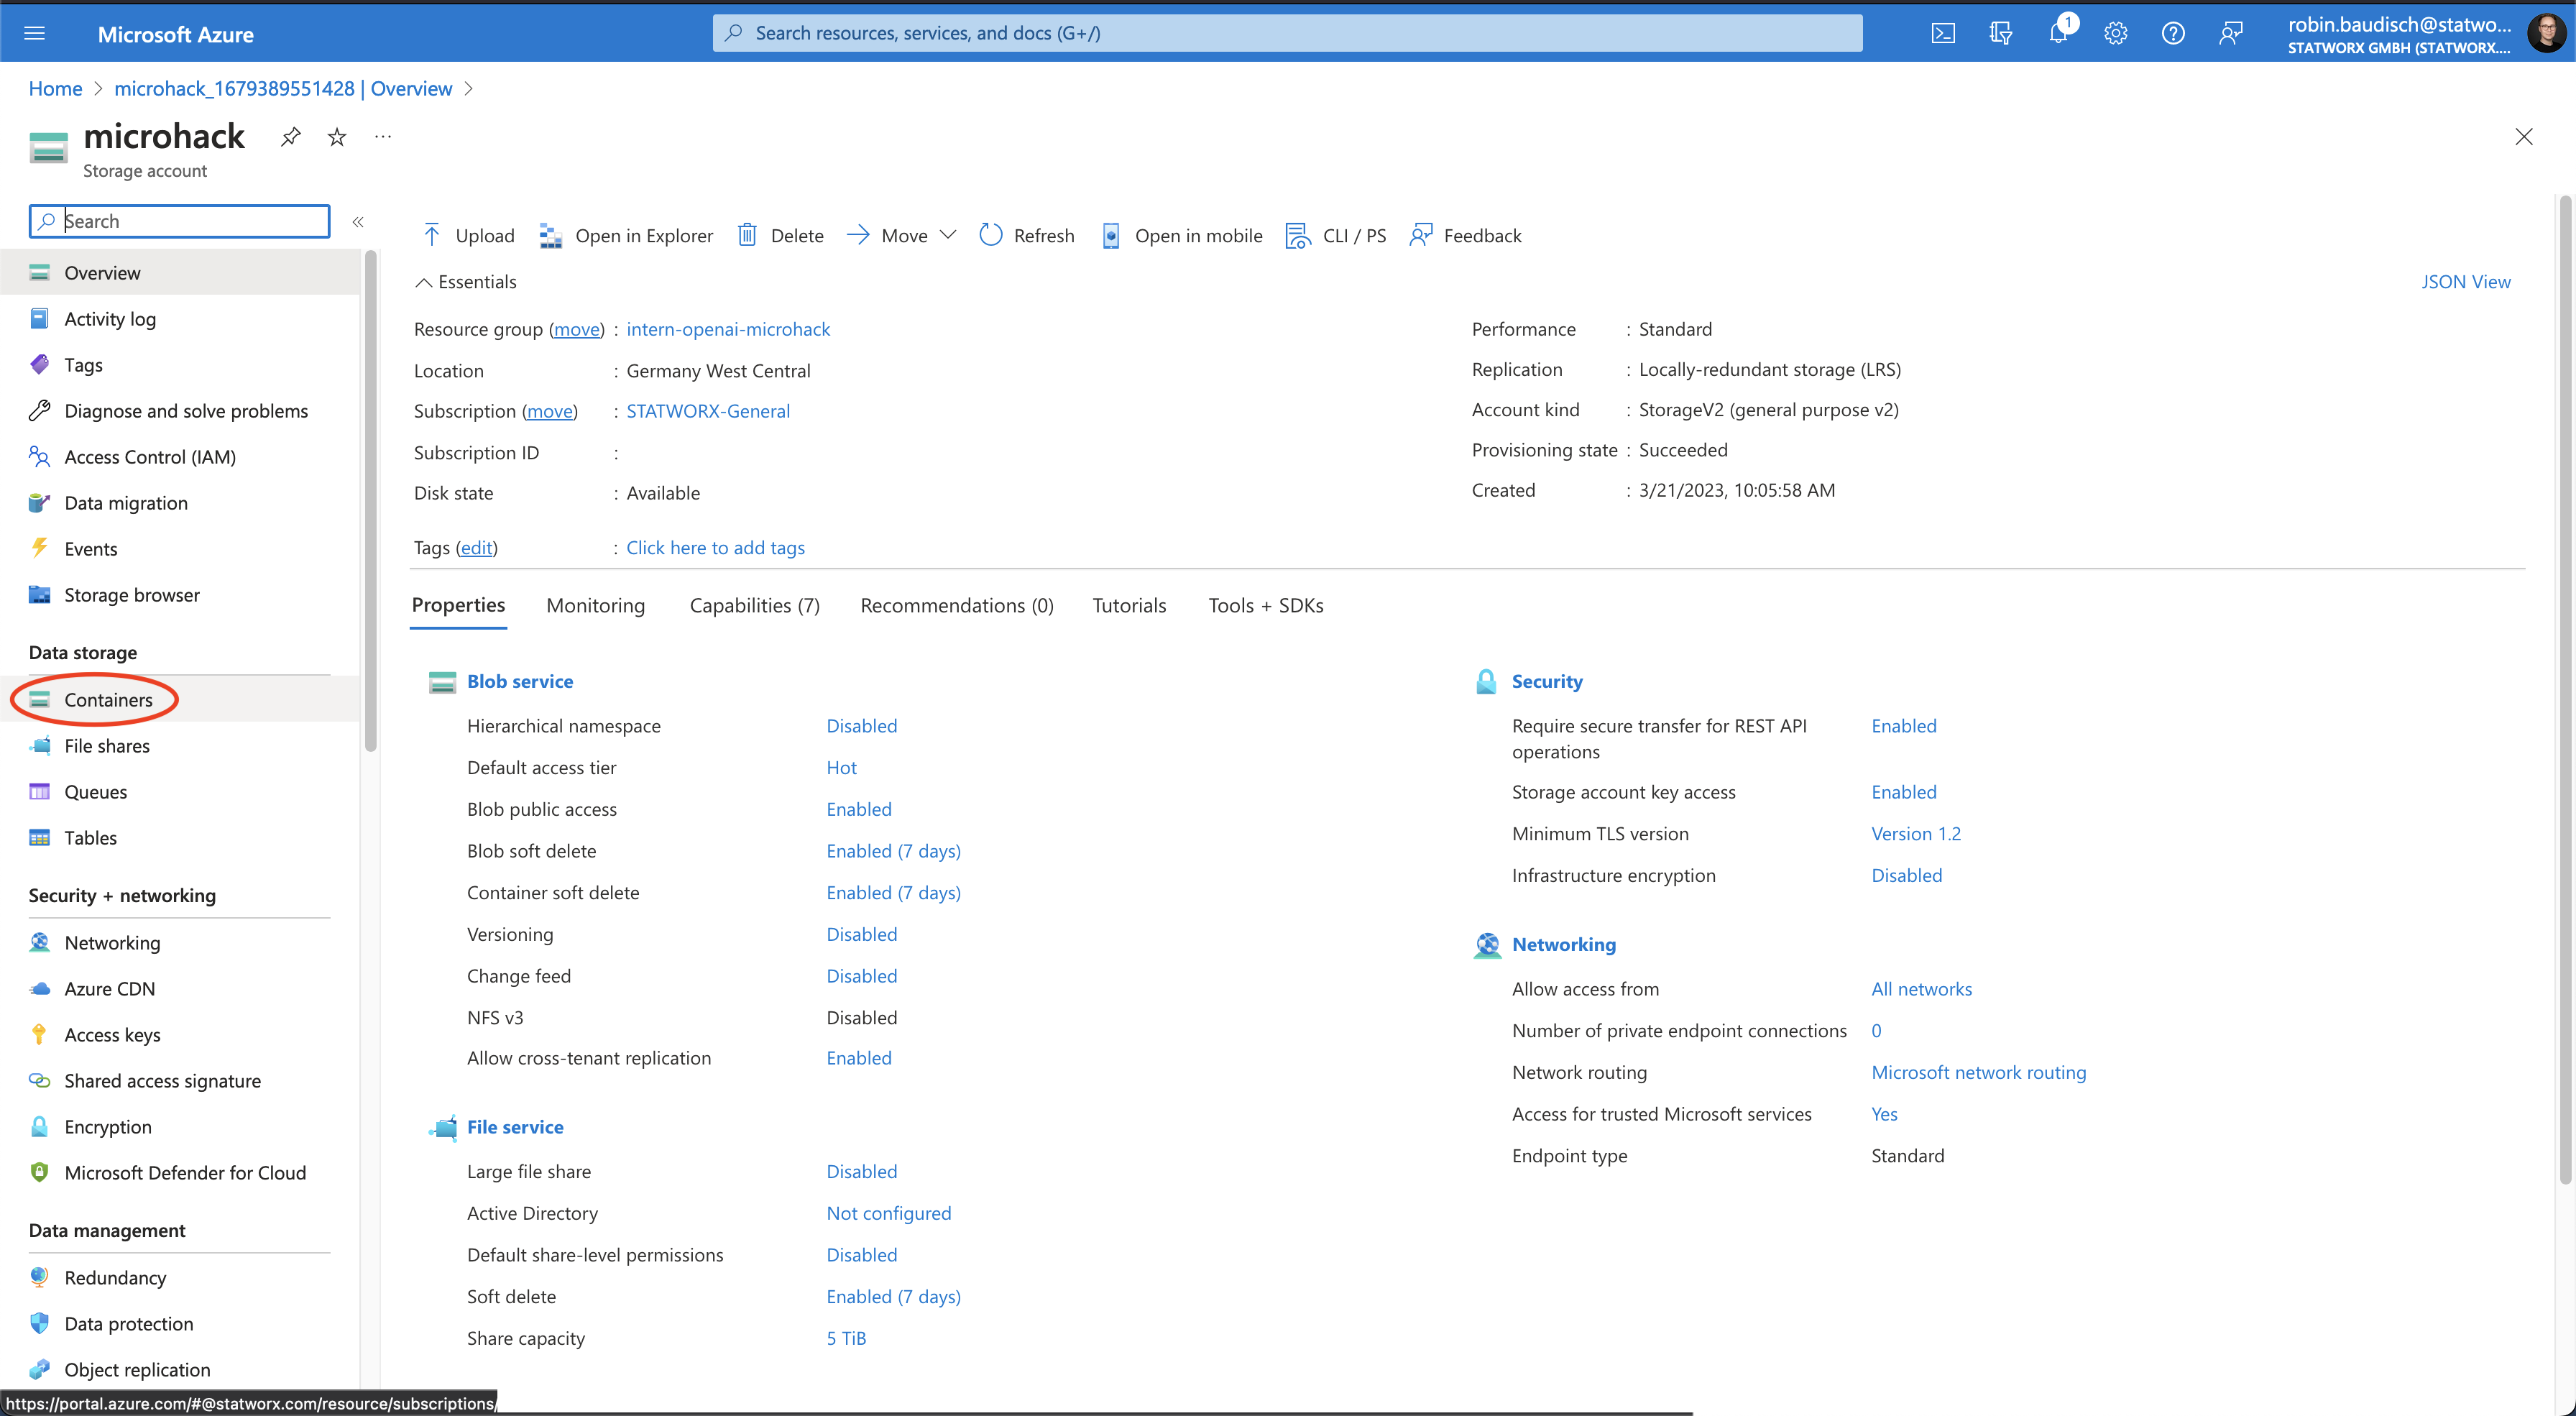 Microsoft Azure
Search resources, services, and docs (G+/)
1
robin.baudisch@statwo...
STATWORX GMBH (STATWORX....
Home > microhack_1679389551428 | Overview >
microhack
Storage account
Search
«
Upload
Open in Explorer
Delete
Move
Refresh
Open in mobile
CLI / PS
Feedback
Overview
Activity log
Tags
Diagnose and solve problems
Access Control (IAM)
Data migration
Events
Storage browser
Data storage
Containers
File shares
Queues
Tables
Security + networking
Networking
Azure CDN
Access keys
Shared access signature
Encryption
Microsoft Defender for Cloud
Data management
Redundancy
Data protection
Object replication
https://portal.azure.com/#@statworx.com/resource/subscriptions/
Essentials
JSON View
Resource group (move) : intern-openai-microhack
Location : Germany West Central
Subscription (move) : STATWORX-General
Subscription ID :
Disk state : Available
Tags (edit) : Click here to add tags
Performance : Standard
Replication : Locally-redundant storage (LRS)
Account kind : StorageV2 (general purpose v2)
Provisioning state : Succeeded
Created : 3/21/2023, 10:05:58 AM
Properties
Monitoring
Capabilities (7)
Recommendations (0)
Tutorials
Tools + SDKs
Blob service
Hierarchical namespace Disabled
Default access tier Hot
Blob public access Enabled
Blob soft delete Enabled (7 days)
Container soft delete Enabled (7 days)
Versioning Disabled
Change feed Disabled
NFS v3 Disabled
Allow cross-tenant replication Enabled
File service
Large file share Disabled
Active Directory Not configured
Default share-level permissions Disabled
Soft delete Enabled (7 days)
Share capacity 5 TiB
Security
Require secure transfer for REST API Enabled
operations
Storage account key access Enabled
Minimum TLS version Version 1.2
Infrastructure encryption Disabled
Networking
Allow access from All networks
Number of private endpoint connections 0
Network routing Microsoft network routing
Access for trusted Microsoft services Yes
Endpoint type Standard